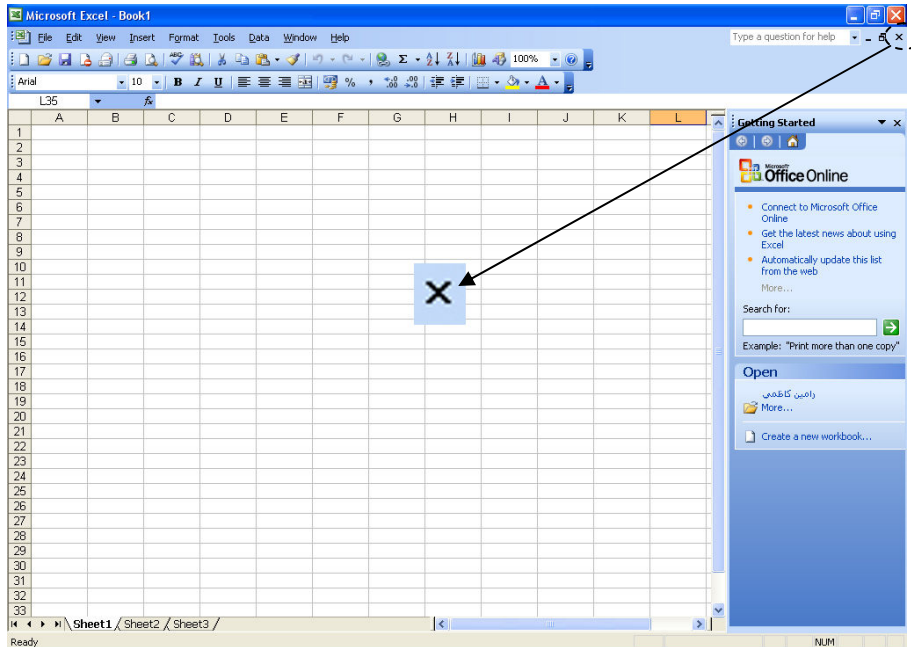 Microsoft Excel - Book1
File Edit View Insert Format Tools Data Window Help
Type a question for help
100%
Arial 10 B I U
L35 fx
A B C D E F G H I J K L
1
2
3
4
5
6
7
8
9
10
11
12
13
14
15
16
17
18
19
20
21
22
23
24
25
26
27
28
29
30
31
32
33
Getting Started
Microsoft
Office Online
Connect to Microsoft Office
Online
Get the latest news about using
Excel
Automatically update this list
from the web
More...
Search for:
Example: "Print more than one copy"
Open
رامین کاظمی
More...
Create a new workbook...
Sheet1 Sheet2 Sheet3
Ready NUM